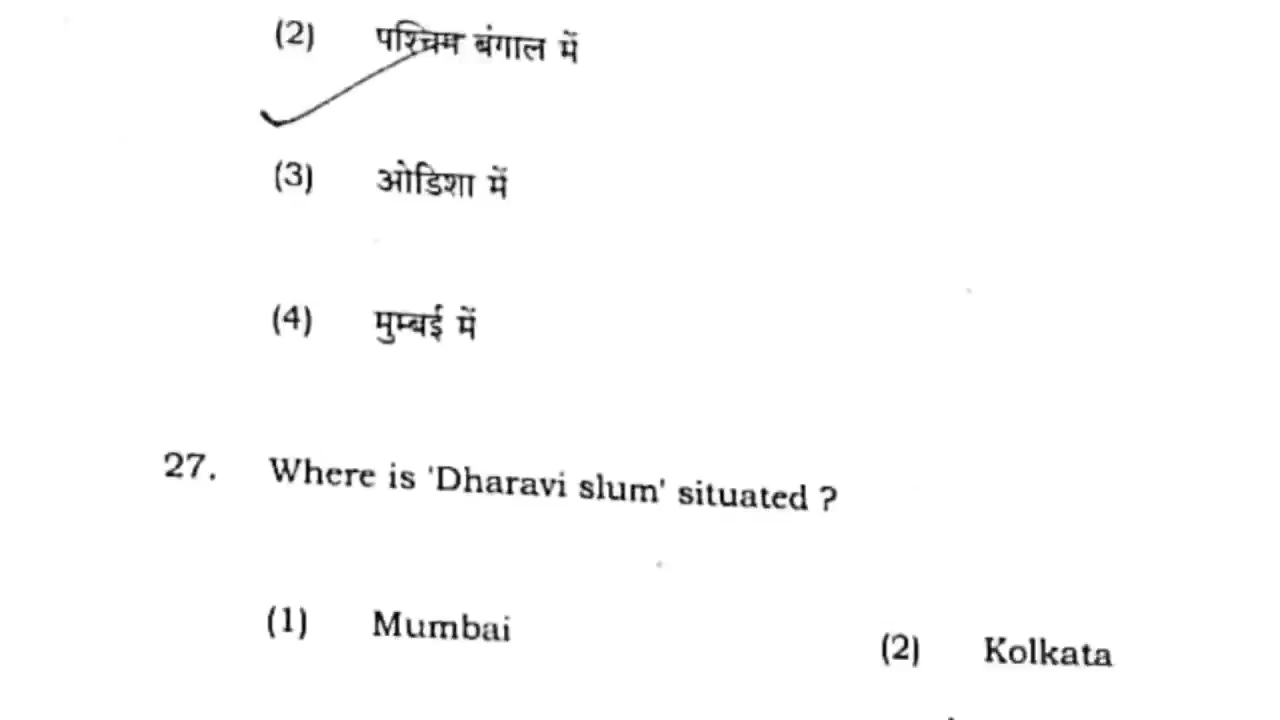 (2) पश्चिम बंगाल में
(3) ओडिशा में
(4) मुम्बई में
27. Where is 'Dharavi slum' situated ?
(1) Mumbai (2) Kolkata